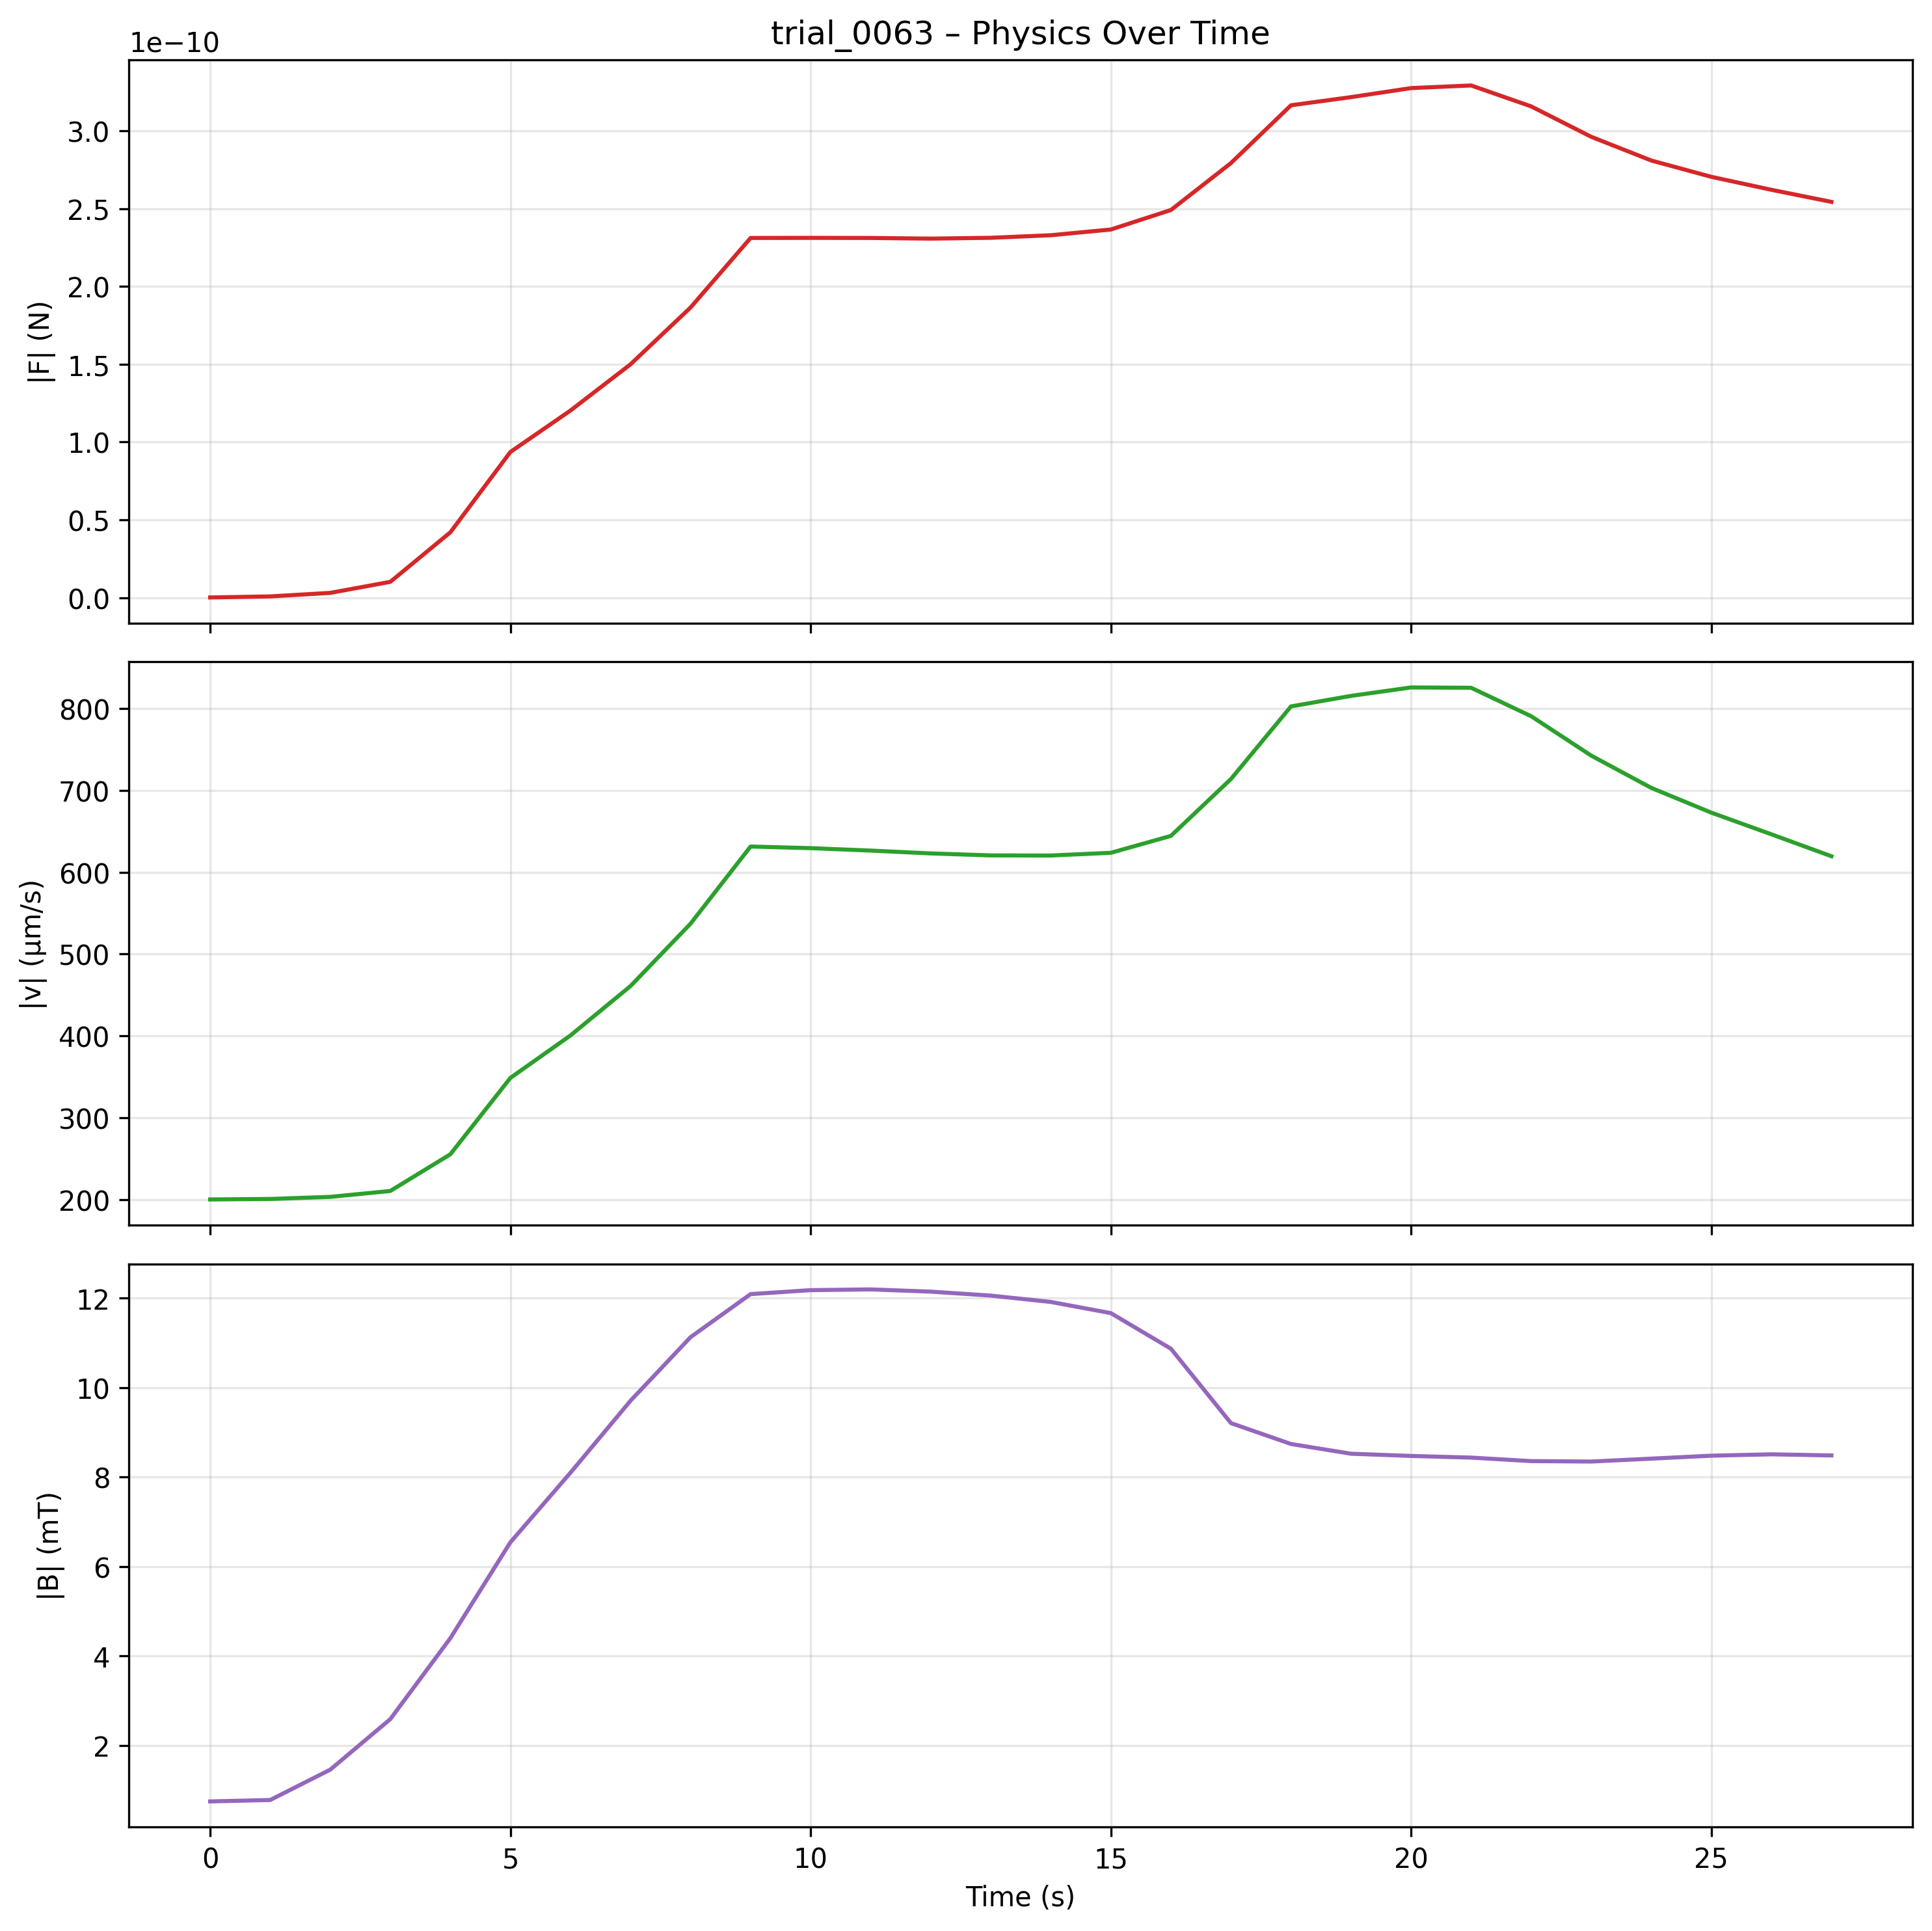 trial_0063 – Physics Over Time
1e−10
3.0
2.5
2.0
1.5
1.0
0.5
0.0
|F| (N)
800
700
600
500
400
300
200
|v| (μm/s)
12
10
8
6
4
2
|B| (mT)
0 5 10 15 20 25
Time (s)